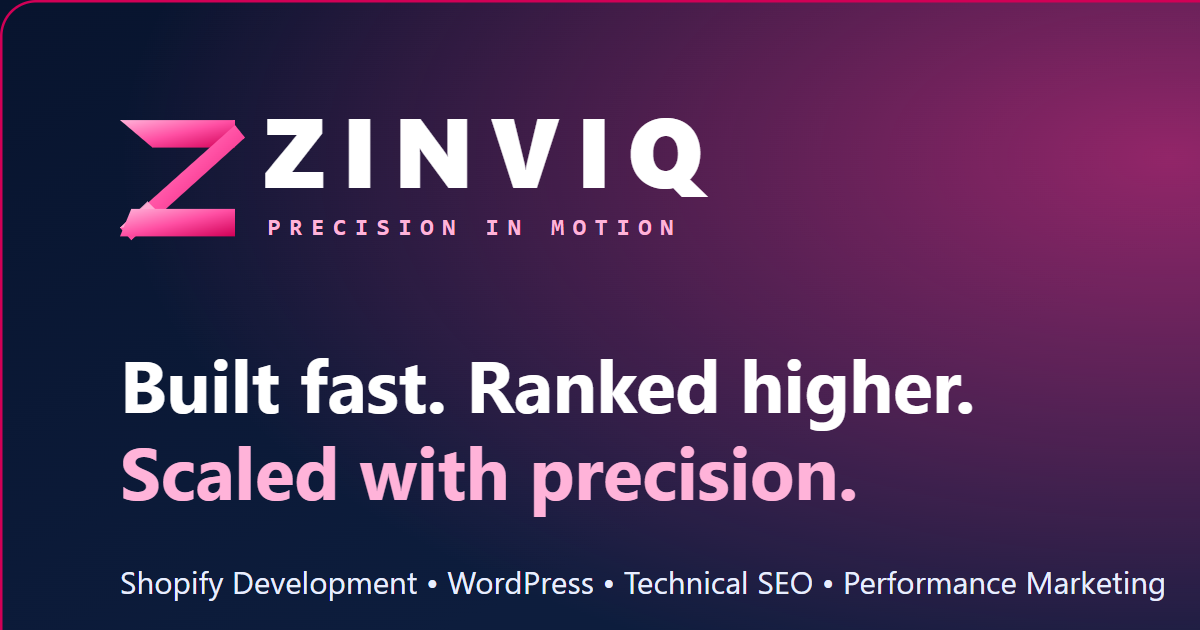 ZINVIQ
PRECISION IN MOTION
Built fast. Ranked higher.
Scaled with precision.
Shopify Development • WordPress • Technical SEO • Performance Marketing